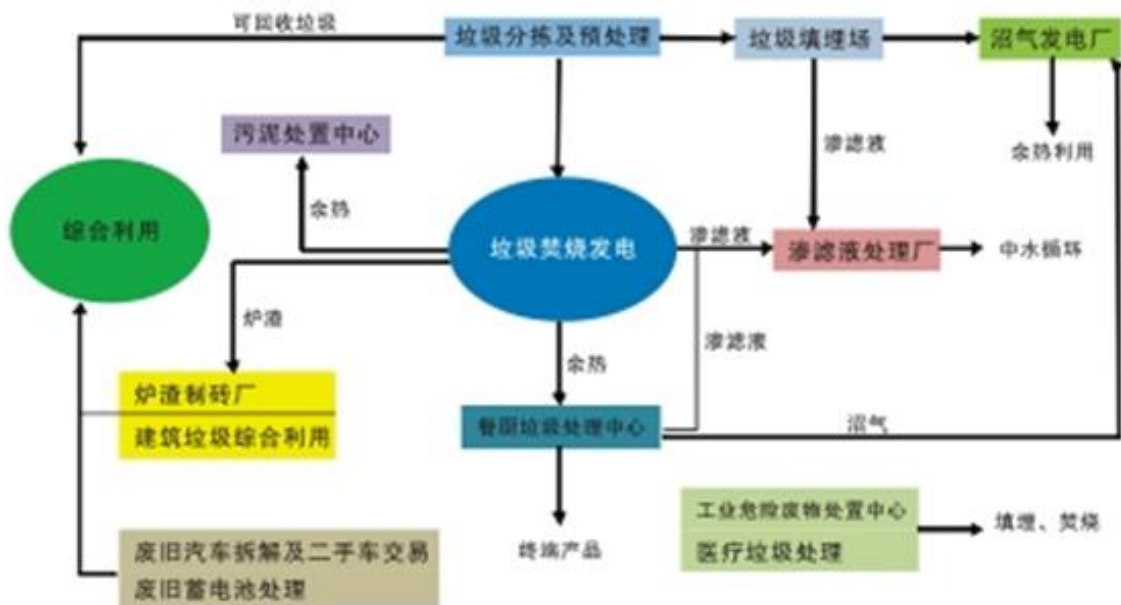 可回收垃圾
垃圾分拣及预处理
垃圾填埋场
沼气发电厂
污泥处置中心
渗滤液
余热利用
综合利用
余热
垃圾焚烧发电
渗滤液
渗滤液处理厂
中水循环
炉渣
渗滤液
余热
炉渣制砖厂
建筑垃圾综合利用
餐厨垃圾处理中心
沼气
工业危险废物处置中心
医疗垃圾处理
填埋、焚烧
终端产品
废旧汽车拆解及二手车交易
废旧蓄电池处理